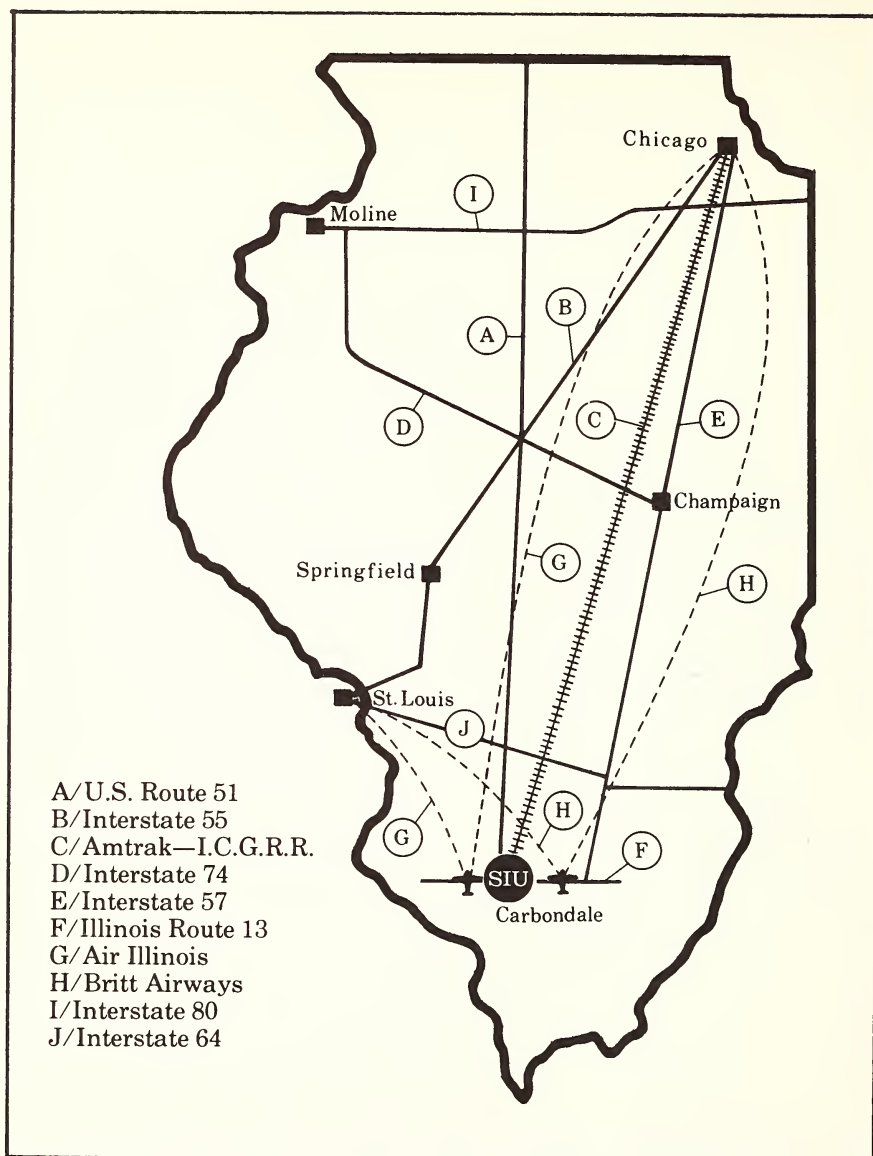 Chicago
I
Moline
B
A
C
E
D
Champaign
G
Springfield
H
St. Louis
J
H
G
F
SIU
Carbondale
A/U.S. Route 51
B/Interstate 55
C/Amtrak—I.C.G.R.R.
D/Interstate 74
E/Interstate 57
F/Illinois Route 13
G/Air Illinois
H/Britt Airways
I/Interstate 80
J/Interstate 64